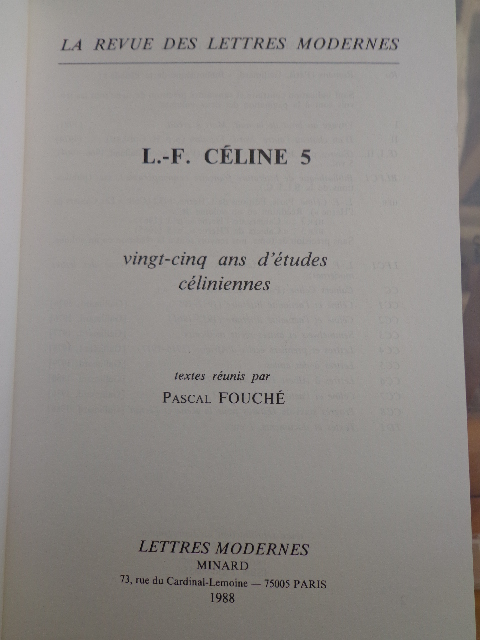 LA REVUE DES LETTRES MODERNES
L.-F. CÉLINE 5
vingt-cinq ans d'études
céliniennes
textes réunis par
PASCAL FOUCHÉ
LETTRES MODERNES
MINARD
73, rue du Cardinal-Lemoine — 75005 PARIS
1988